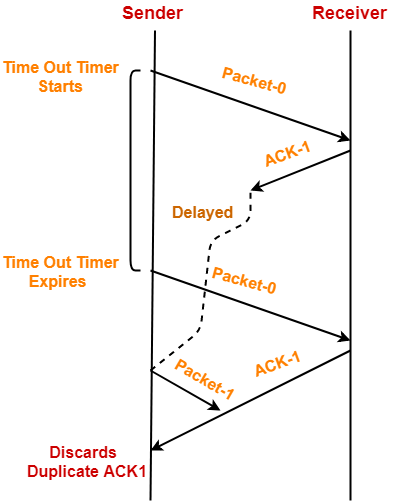 Sender
Receiver
Time Out Timer
Starts
Packet-0
ACK-1
Delayed
Time Out Timer
Expires
Packet-0
Packet-1
ACK-1
Discards
Duplicate ACK1